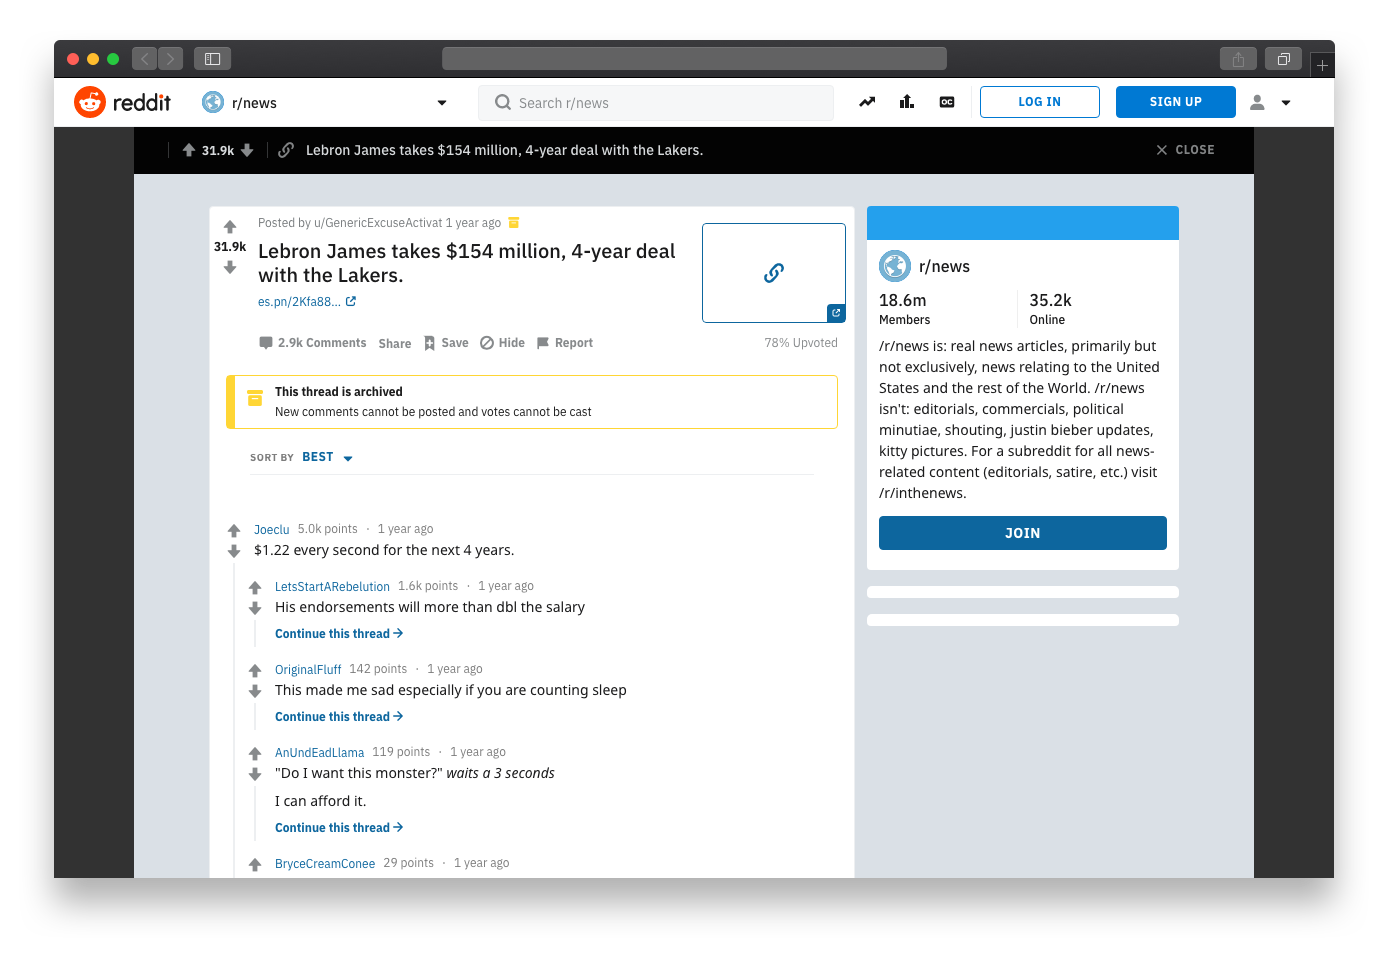 reddit
r/news
Search r/news
OC
LOG IN
SIGN UP
31.9k
Lebron James takes $154 million, 4-year deal with the Lakers.
CLOSE
Posted by u/GenericExcuseActivat 1 year ago
31.9k
Lebron James takes $154 million, 4-year deal
with the Lakers.
es.pn/2Kfa88...
2.9k Comments
Share
Save
Hide
Report
78% Upvoted
This thread is archived
New comments cannot be posted and votes cannot be cast
SORT BY BEST
Joeclu 5.0k points · 1 year ago
$1.22 every second for the next 4 years.
LetsStartARebelution 1.6k points · 1 year ago
His endorsements will more than dbl the salary
Continue this thread
OriginalFluff 142 points · 1 year ago
This made me sad especially if you are counting sleep
Continue this thread
AnUndEadLlama 119 points · 1 year ago
"Do I want this monster?" waits a 3 seconds
I can afford it.
Continue this thread
BryceCreamConee 29 points · 1 year ago
r/news
18.6m
Members
35.2k
Online
/r/news is: real news articles, primarily but
not exclusively, news relating to the United
States and the rest of the World. /r/news
isn't: editorials, commercials, political
minutiae, shouting, justin bieber updates,
kitty pictures. For a subreddit for all news-
related content (editorials, satire, etc.) visit
/r/inthenews.
JOIN